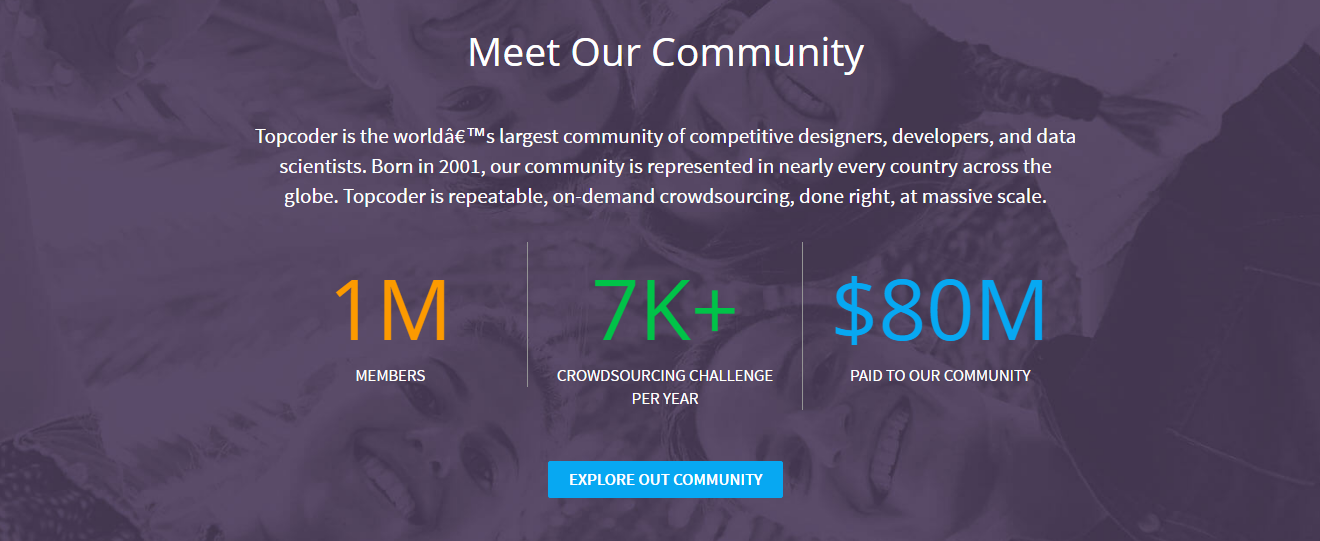 Meet Our Community
Topcoder is the worldâ€™s largest community of competitive designers, developers, and data
scientists. Born in 2001, our community is represented in nearly every country across the
globe. Topcoder is repeatable, on-demand crowdsourcing, done right, at massive scale.
1M
MEMBERS
7K+
CROWDSOURCING CHALLENGE
PER YEAR
$80M
PAID TO OUR COMMUNITY
EXPLORE OUT COMMUNITY